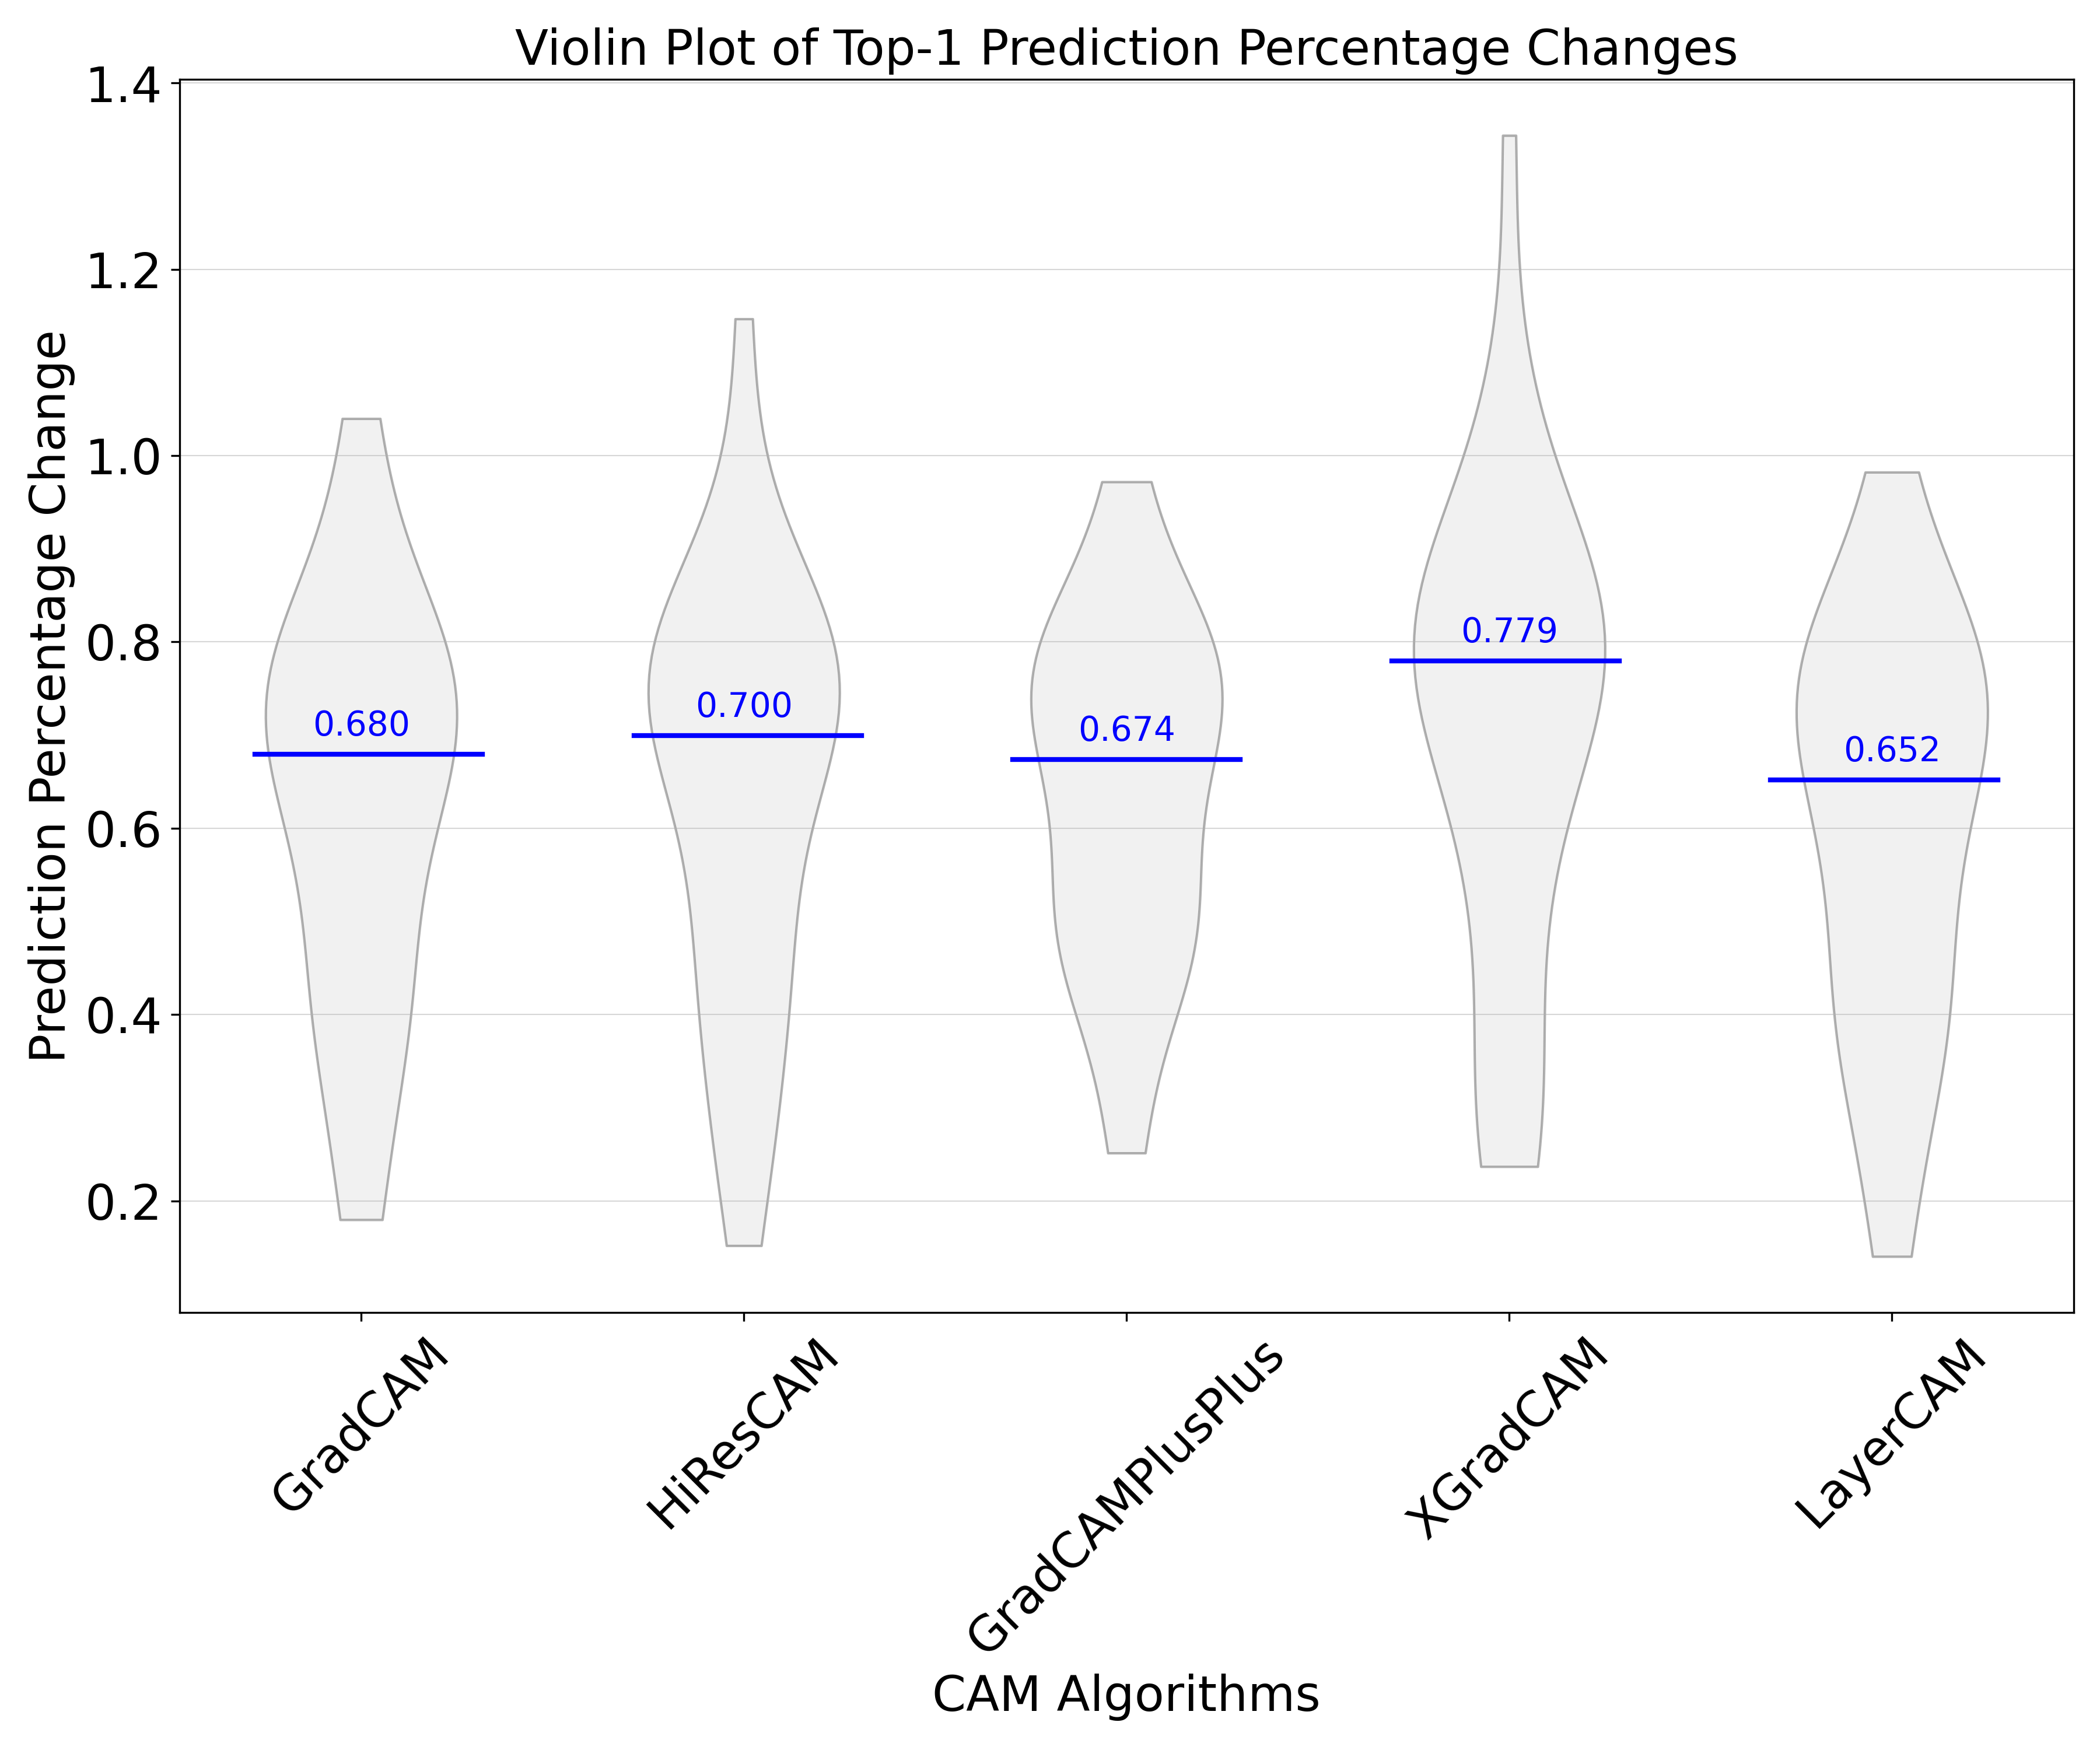 Violin Plot of Top-1 Prediction Percentage Changes
Prediction Percentage Change
1.4
1.2
1.0
0.8
0.6
0.4
0.2
0.680
0.700
0.674
0.779
0.652
GradCAM
HiResCAM
GradCAMPlusPlus
XGradCAM
LayerCAM
CAM Algorithms